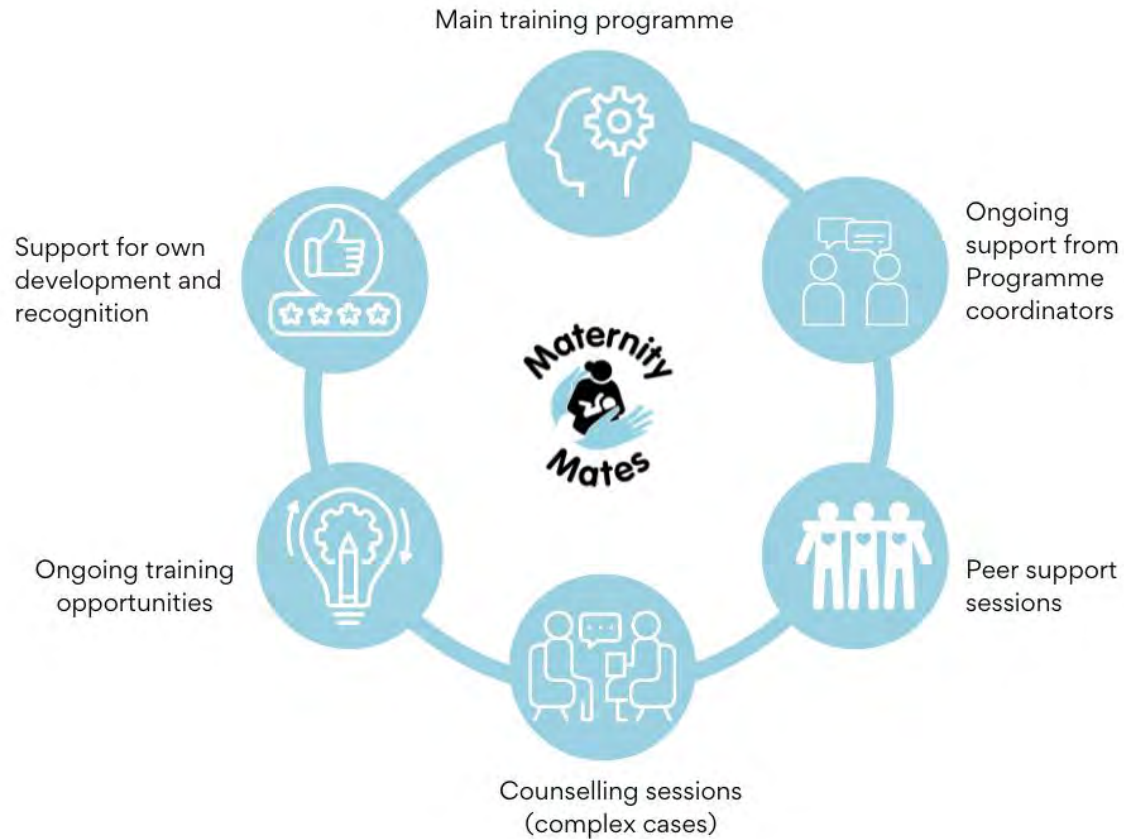 Main training programme
Ongoing
support from
Programme
coordinators
Support for own
development and
recognition
Maternity
Mates
Ongoing training
opportunities
Peer support
sessions
Counselling sessions
(complex cases)